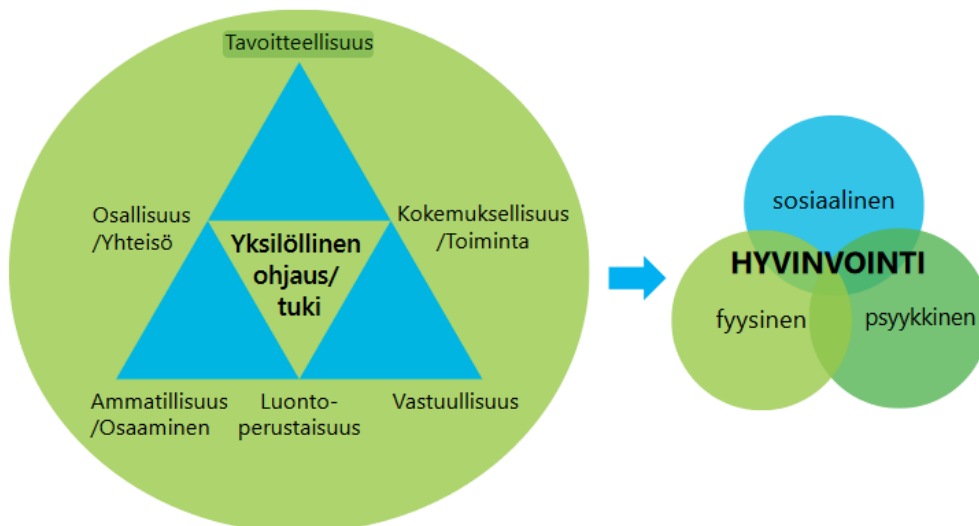 Tavoitteellisuus
Osallisuus
/Yhteisö
Kokemuksellisuus
/Toiminta
Yksilöllinen
ohjaus/
tuki
Ammatillisuus
/Osaaminen
Luonto-
perustaisuus
Vastuullisuus
sosiaalinen
HYVINVOINTI
fyysinen
psyykkinen